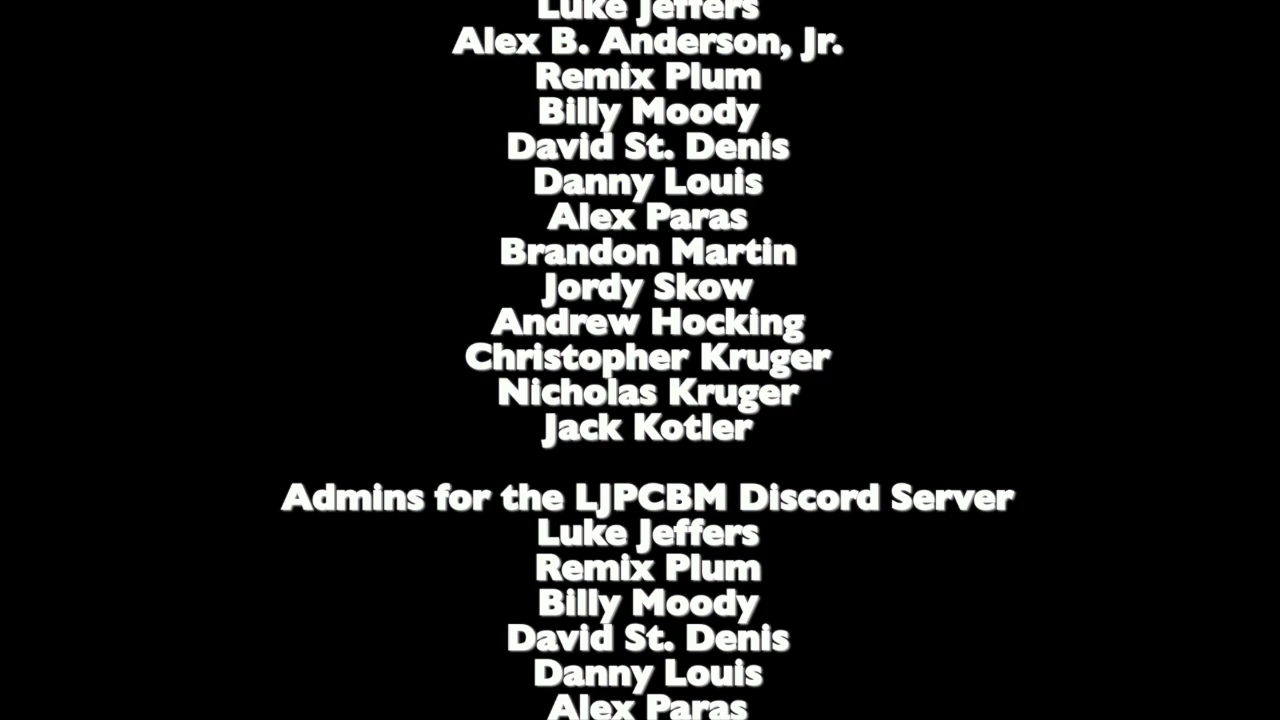 Luke Jeffers
Alex B. Anderson, Jr.
Remix Plum
Billy Moody
David St. Denis
Danny Louis
Alex Paras
Brandon Martin
Jordy Skow
Andrew Hocking
Christopher Kruger
Nicholas Kruger
Jack Kotler
Admins for the LJPCBM Discord Server
Luke Jeffers
Remix Plum
Billy Moody
David St. Denis
Danny Louis
Alex Paras